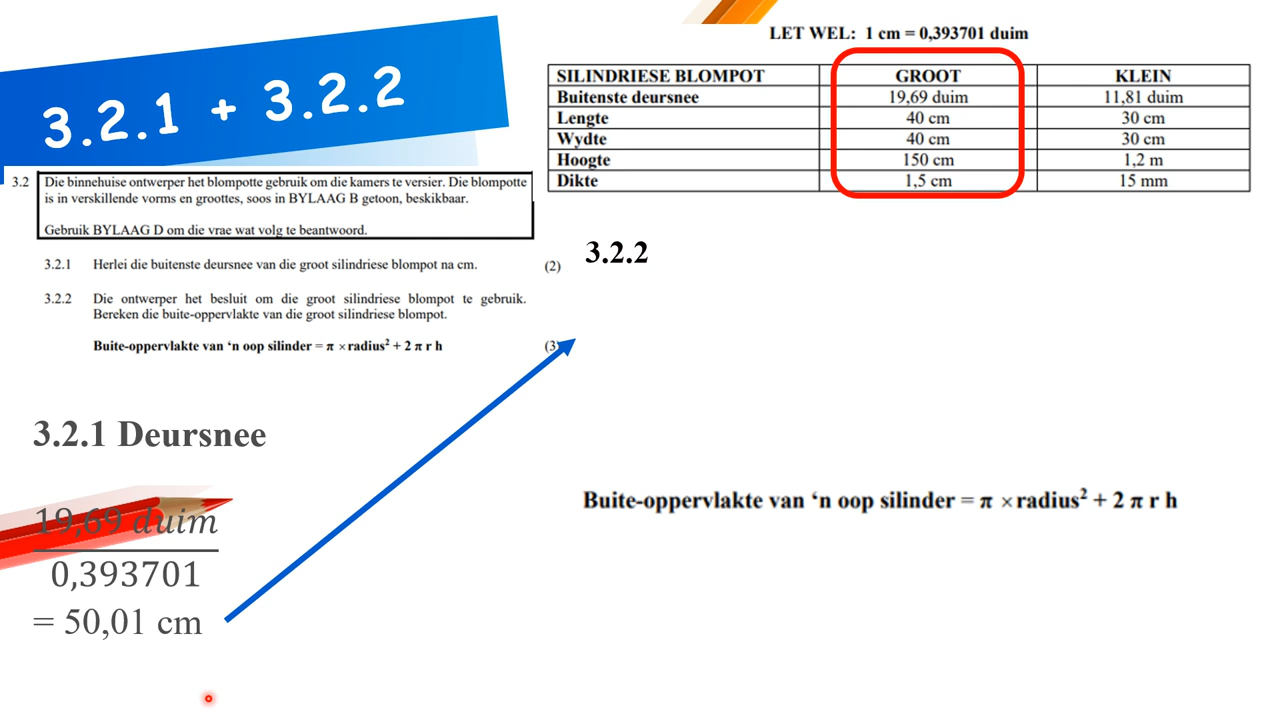 3.2.1 + 3.2.2
LET WEL: 1 cm = 0,393701 duim
SILINDRIESE BLOMPOT GROOT KLEIN
Buitenste deursnee 19,69 duim 11,81 duim
Lengte 40 cm 30 cm
Wydte 40 cm 30 cm
Hoogte 150 cm 1,2 m
Dikte 1,5 cm 15 mm
3.2 Die binnehuise ontwerper het blompotte gebruik om die kamers te versier. Die blompotte
is in verskillende vorms en groottes, soos in BYLAAG B getoon, beskikbaar.
Gebruik BYLAAG D om die vrae wat volg te beantwoord.
3.2.1 Herlei die buitenste deursnee van die groot silindriese blompot na cm. (2)
3.2.2 Die ontwerper het besluit om die groot silindriese blompot te gebruik.
Bereken die buite-oppervlakte van die groot silindriese blompot.
Buite-oppervlakte van ‘n oop silinder = π × radius² + 2 π r h (3)
3.2.2
3.2.1 Deursnee
19,69 duim
0,393701
= 50,01 cm
Buite-oppervlakte van ‘n oop silinder = π × radius² + 2 π r h